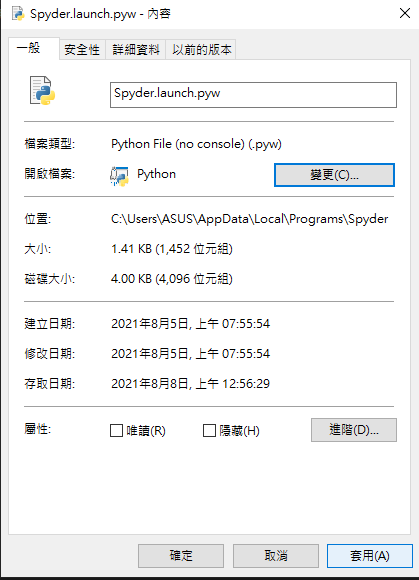 Spyder.launch.pyw - 內容
一般 安全性 詳細資料 以前的版本
Spyder.launch.pyw
檔案類型: Python File (no console) (.pyw)
開啟檔案: Python 變更(C)...
位置: C:\Users\ASUS\AppData\Local\Programs\Spyder
大小: 1.41 KB (1,452 位元組)
磁碟大小: 4.00 KB (4,096 位元組)
建立日期: 2021年8月5日, 上午 07:55:54
修改日期: 2021年8月5日, 上午 07:55:54
存取日期: 2021年8月8日, 上午 12:56:29
屬性: 唯讀(R) 隱藏(H) 進階(D)...
確定 取消 套用(A)